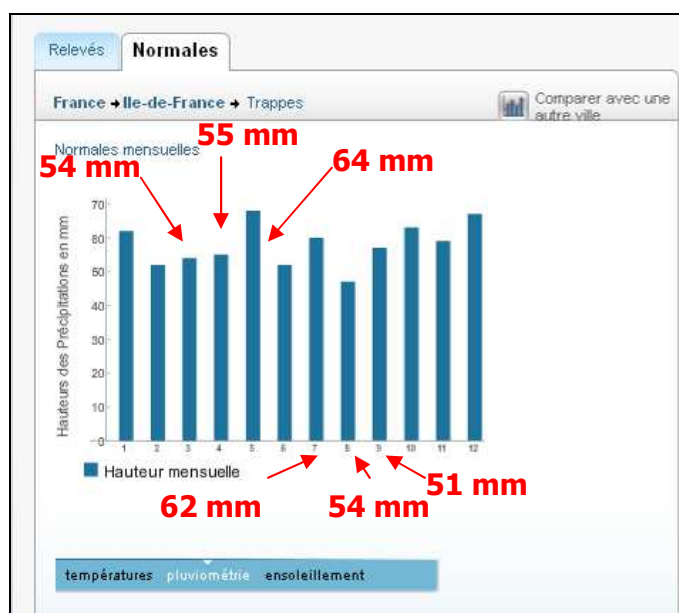 Relevés Normales
France → Ile-de-France → Trappes
Comparer avec une
autre ville
Normales mensuelles
55 mm
54 mm
64 mm
Hauteurs des Précipitations en mm
70
60
50
40
30
20
10
0
1 2 3 4 5 6 7 8 9 10 11 12
Hauteur mensuelle
62 mm
54 mm
51 mm
températures pluviométrie ensoleillement